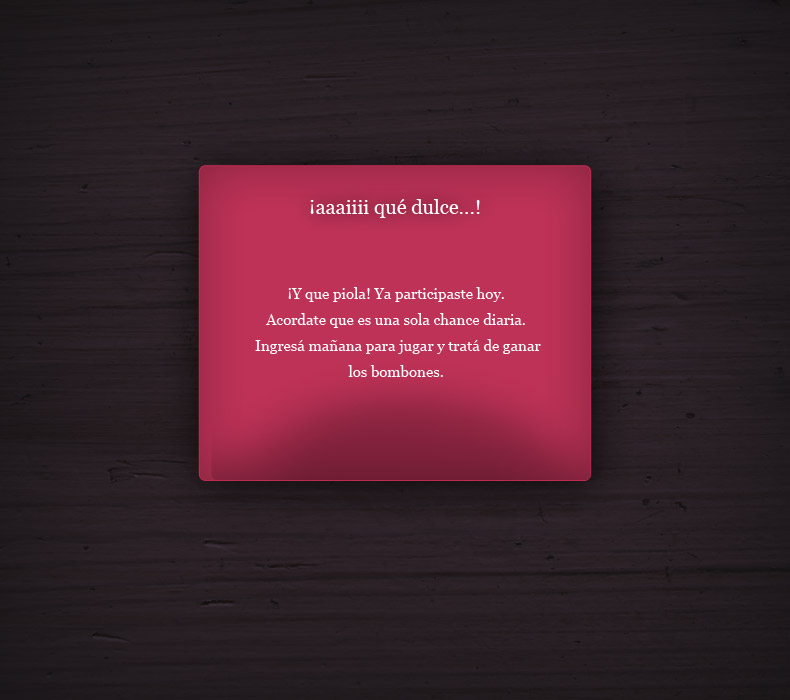 ¡aaaiiii qué dulce...!
¡Y que piola! Ya participaste hoy.
Acordate que es una sola chance diaria.
Ingresá mañana para jugar y tratá de ganar
los bombones.